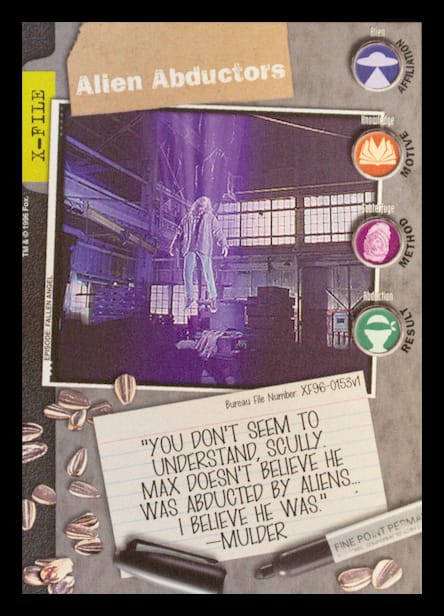 Alien Abductors
X-FILE
TM & © 1996 Fox.
EPISODE: FALLEN ANGEL
Alien
AFFILIATION
Knowledge
MOTIVE
Subterfuge
METHOD
Abduction
RESULT
Bureau File Number: XF96-0153v1
"YOU DON'T SEEM TO
UNDERSTAND, SCULLY.
MAX DOESN'T BELIEVE HE
WAS ABDUCTED BY ALIENS...
I BELIEVE HE WAS."
—MULDER
FINE POINT PERMA